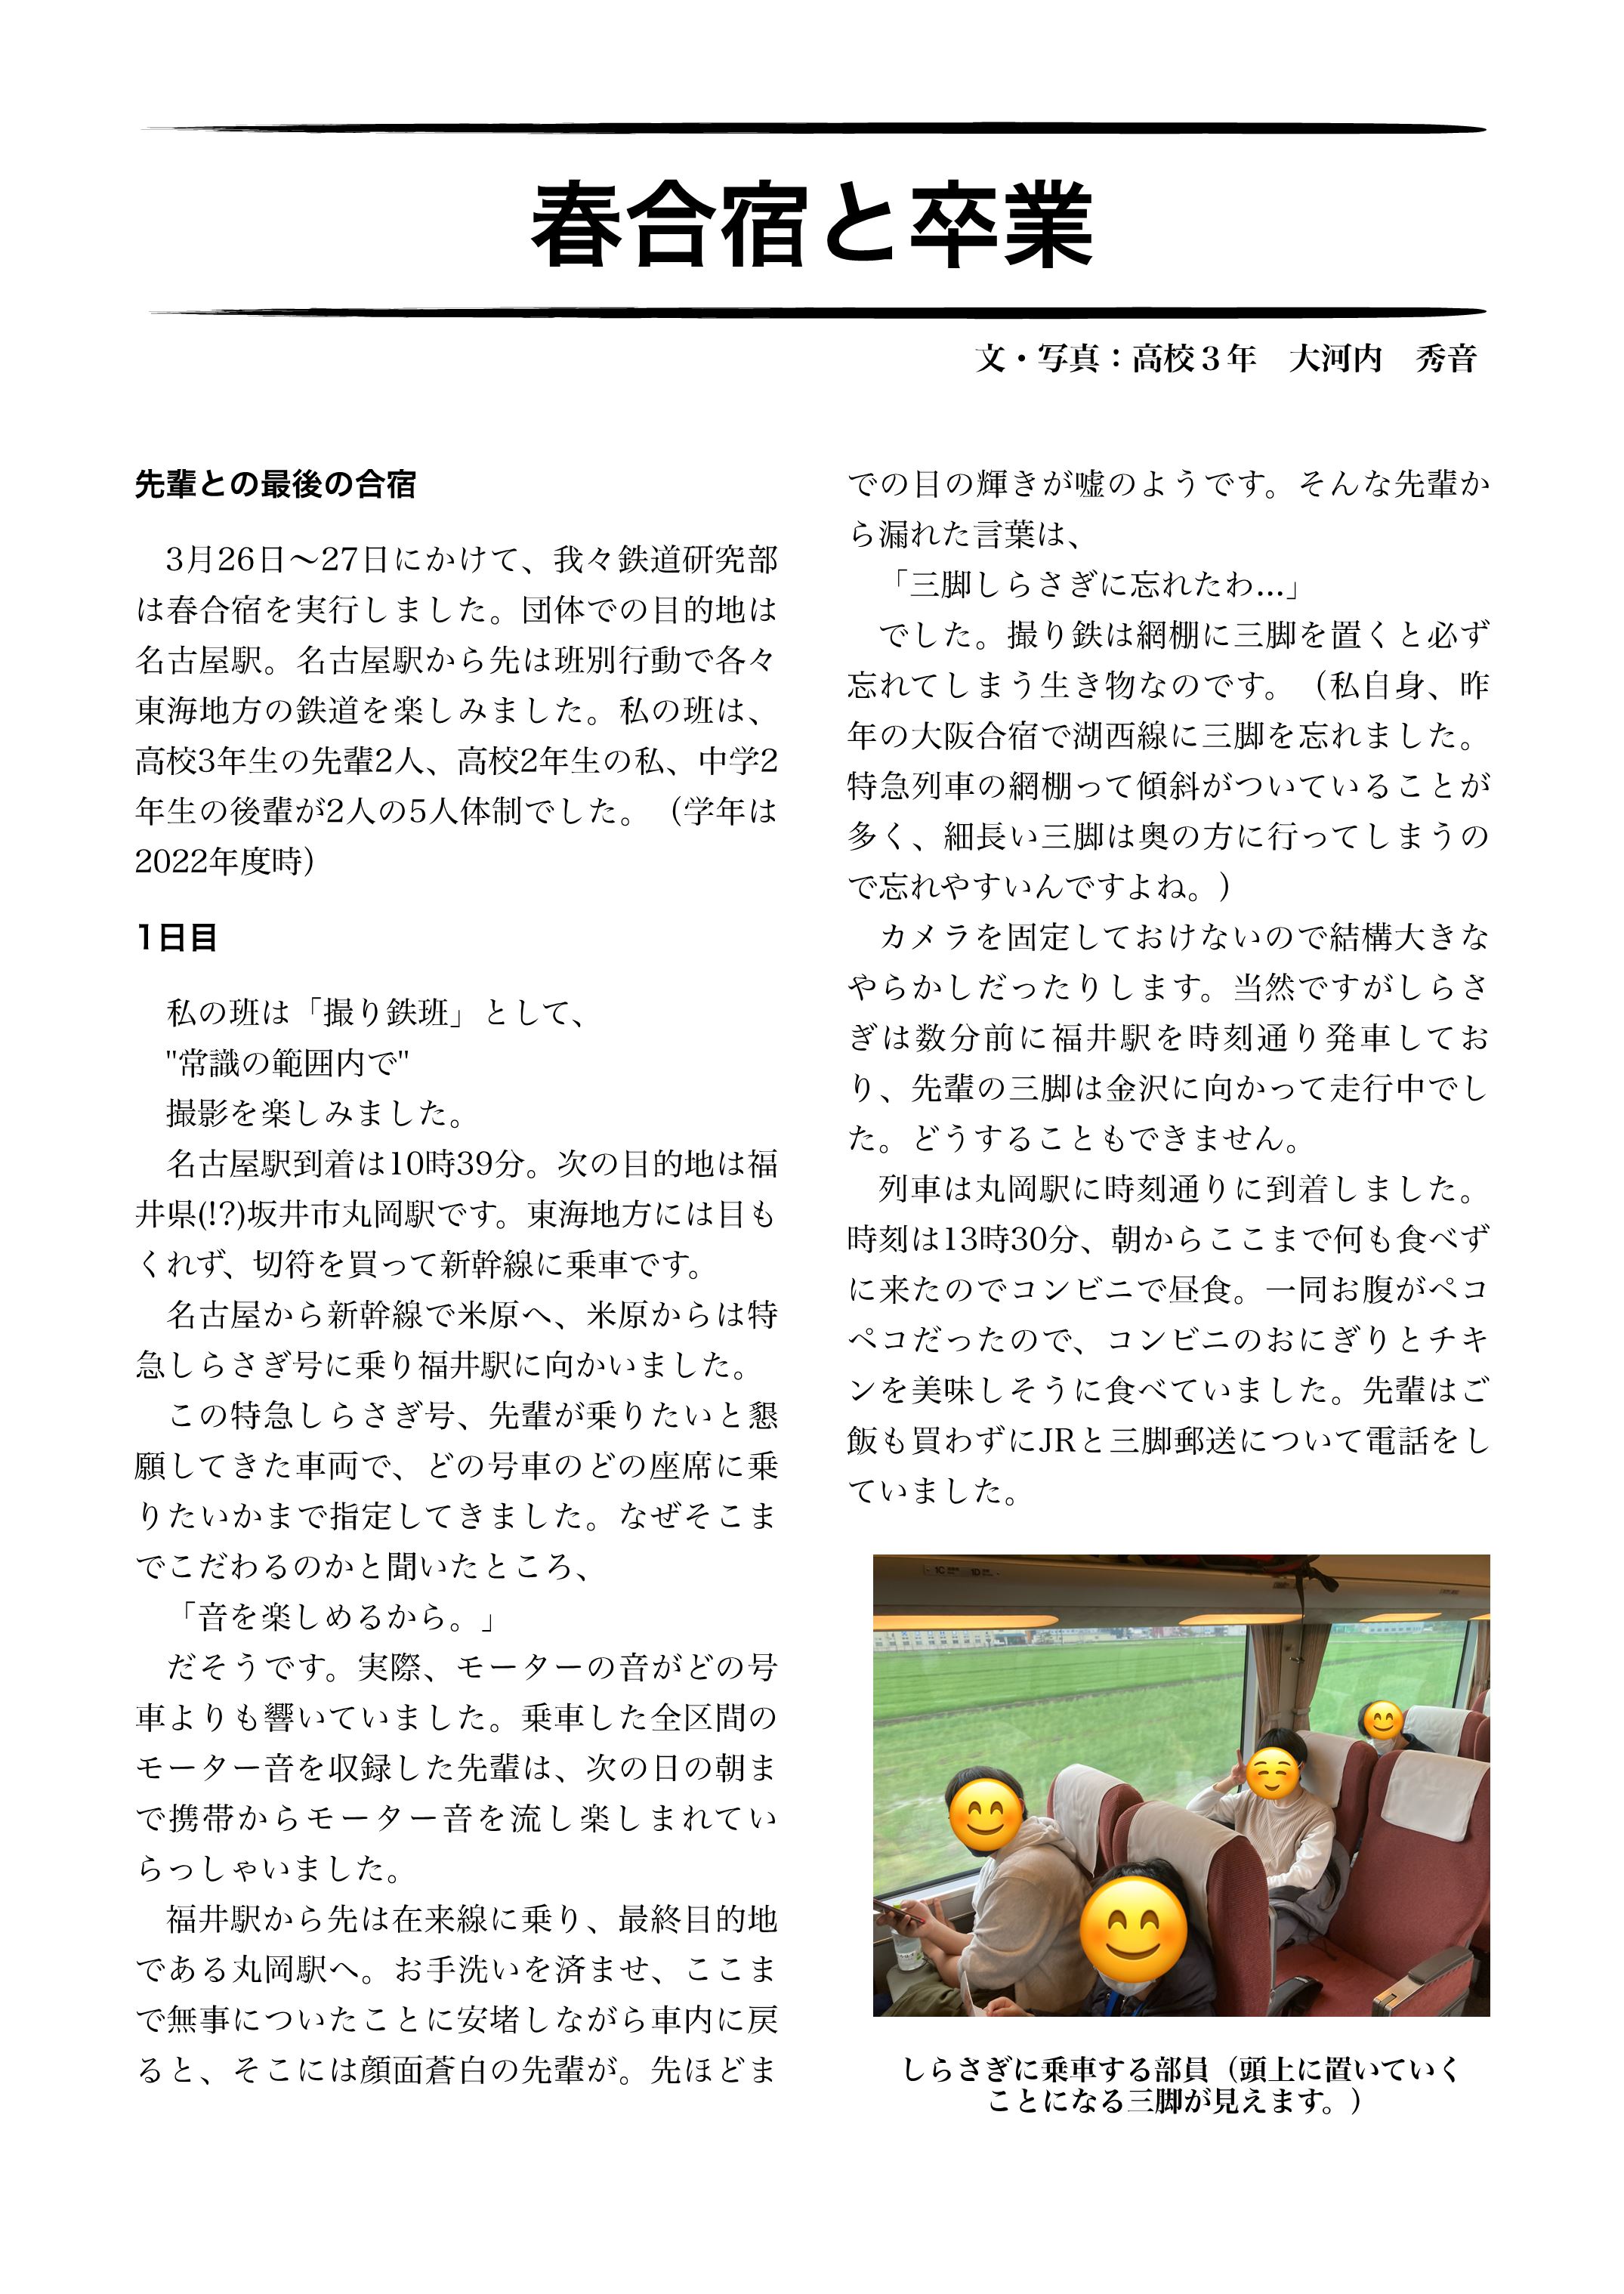 春合宿と卒業
文・写真：高校３年　大河内　秀音
先輩との最後の合宿
　3月26日〜27日にかけて、我々鉄道研究部
は春合宿を実行しました。団体での目的地は
名古屋駅。名古屋駅から先は班別行動で各々
東海地方の鉄道を楽しみました。私の班は、
高校3年生の先輩2人、高校2年生の私、中学2
年生の後輩が2人の5人体制でした。（学年は
2022年度時）
1日目
　私の班は「撮り鉄班」として、
　"常識の範囲内で"
　撮影を楽しみました。
　名古屋駅到着は10時39分。次の目的地は福
井県(!?)坂井市丸岡駅です。東海地方には目も
くれず、切符を買って新幹線に乗車です。
　名古屋から新幹線で米原へ、米原からは特
急しらさぎ号に乗り福井駅に向かいました。
　この特急しらさぎ号、先輩が乗りたいと懇
願してきた車両で、どの号車のどの座席に乗
りたいかまで指定してきました。なぜそこま
でこだわるのかと聞いたところ、
　「音を楽しめるから。」
　だそうです。実際、モーターの音がどの号
車よりも響いていました。乗車した全区間の
モーター音を収録した先輩は、次の日の朝ま
で携帯からモーター音を流し楽しまれてい
らっしゃいました。
　福井駅から先は在来線に乗り、最終目的地
である丸岡駅へ。お手洗いを済ませ、ここま
で無事についたことに安堵しながら車内に戻
ると、そこには顔面蒼白の先輩が。先ほどま
での目の輝きが嘘のようです。そんな先輩か
ら漏れた言葉は、
　「三脚しらさぎに忘れたわ...」
　でした。撮り鉄は網棚に三脚を置くと必ず
忘れてしまう生き物なのです。（私自身、昨
年の大阪合宿で湖西線に三脚を忘れました。
特急列車の網棚って傾斜がついていることが
多く、細長い三脚は奥の方に行ってしまうの
で忘れやすいんですよね。）
　カメラを固定しておけないので結構大きな
やらかしだったりします。当然ですがしらさ
ぎは数分前に福井駅を時刻通り発車してお
り、先輩の三脚は金沢に向かって走行中でし
た。どうすることもできません。
　列車は丸岡駅に時刻通りに到着しました。
時刻は13時30分、朝からここまで何も食べず
に来たのでコンビニで昼食。一同お腹がペコ
ペコだったので、コンビニのおにぎりとチキ
ンを美味しそうに食べていました。先輩はご
飯も買わずにJRと三脚郵送について電話をし
ていました。
しらさぎに乗車する部員（頭上に置いていく
ことになる三脚が見えます。）